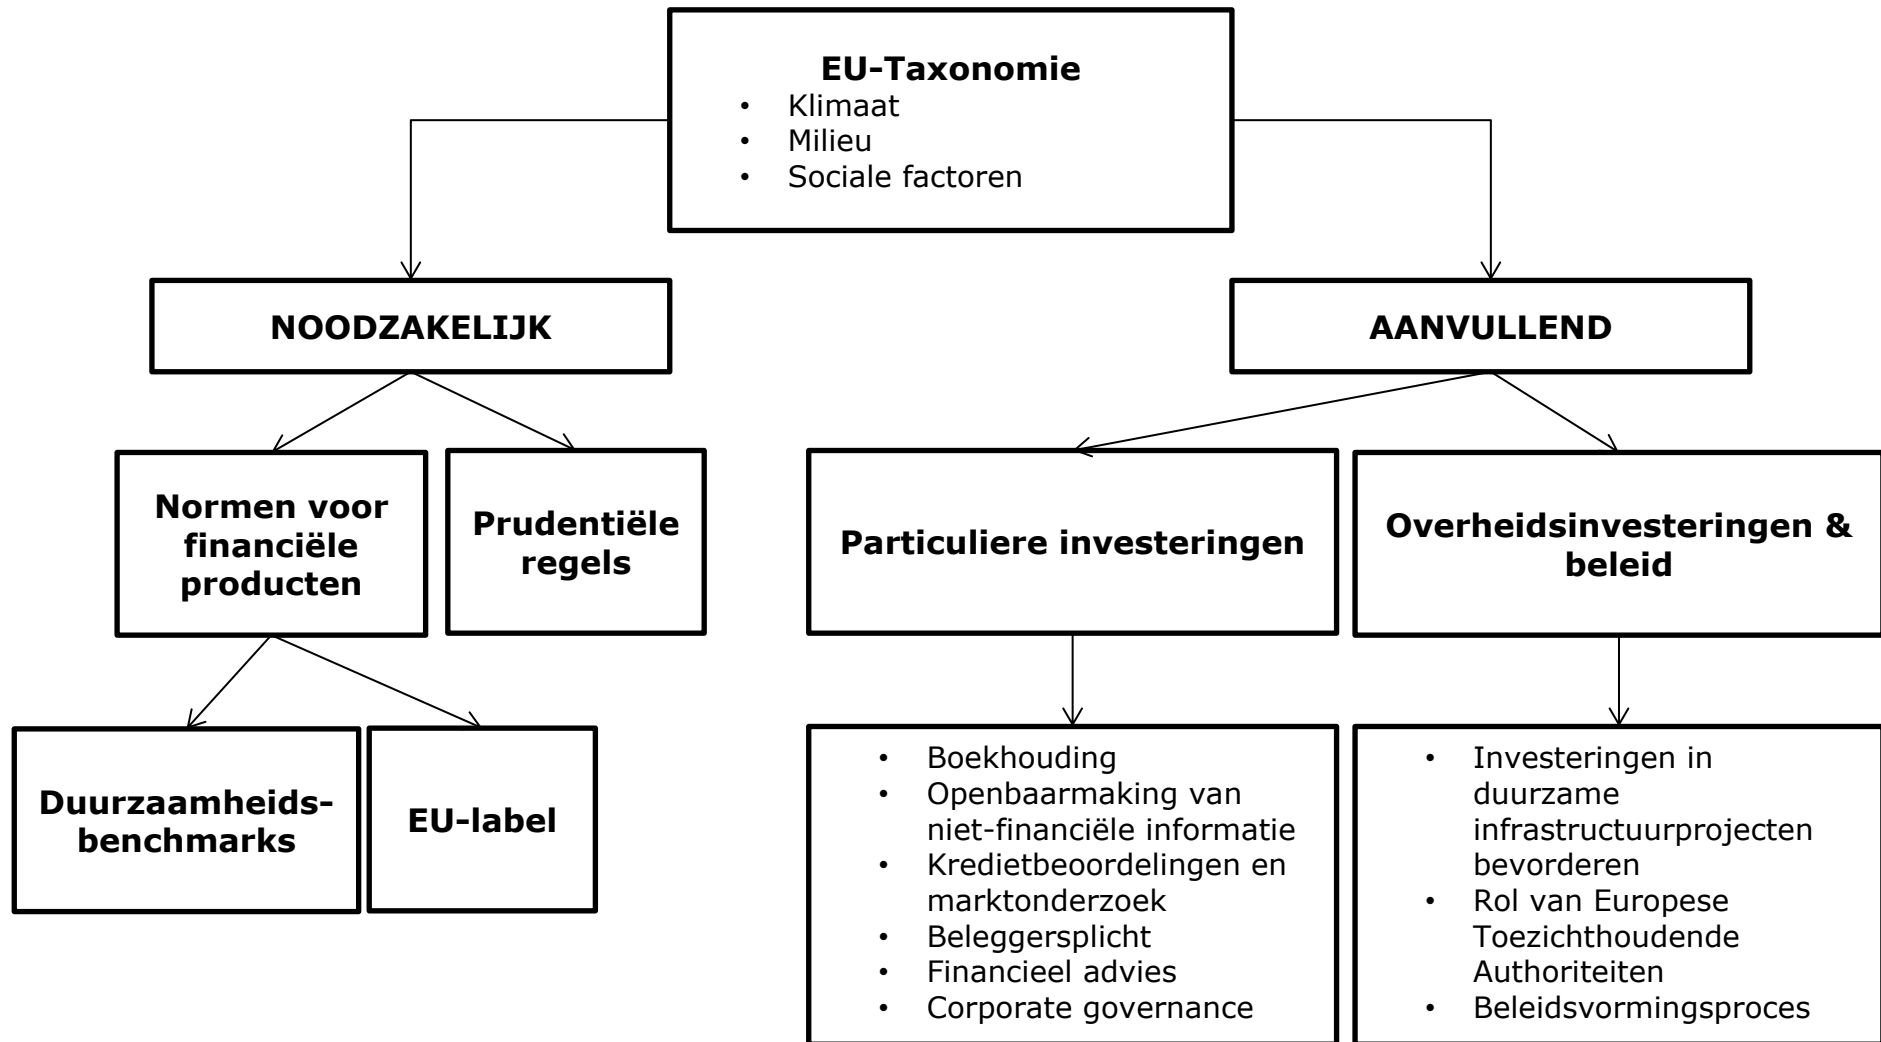 EU-Taxonomie
• Klimaat
• Milieu
• Sociale factoren
NOODZAKELIJK
AANVULLEND
Normen voor
financiële
producten
Prudentiële
regels
Particuliere investeringen
Overheidsinvesteringen &
beleid
Duurzaamheids-
benchmarks
EU-label
• Boekhouding
• Openbaarmaking van
niet-financiële informatie
• Kredietbeoordelingen en
marktonderzoek
• Beleggersplicht
• Financieel advies
• Corporate governance
• Investeringen in
duurzame
infrastructuurprojecten
bevorderen
• Rol van Europese
Toezichthoudende
Authoriteiten
• Beleidsvormingsproces